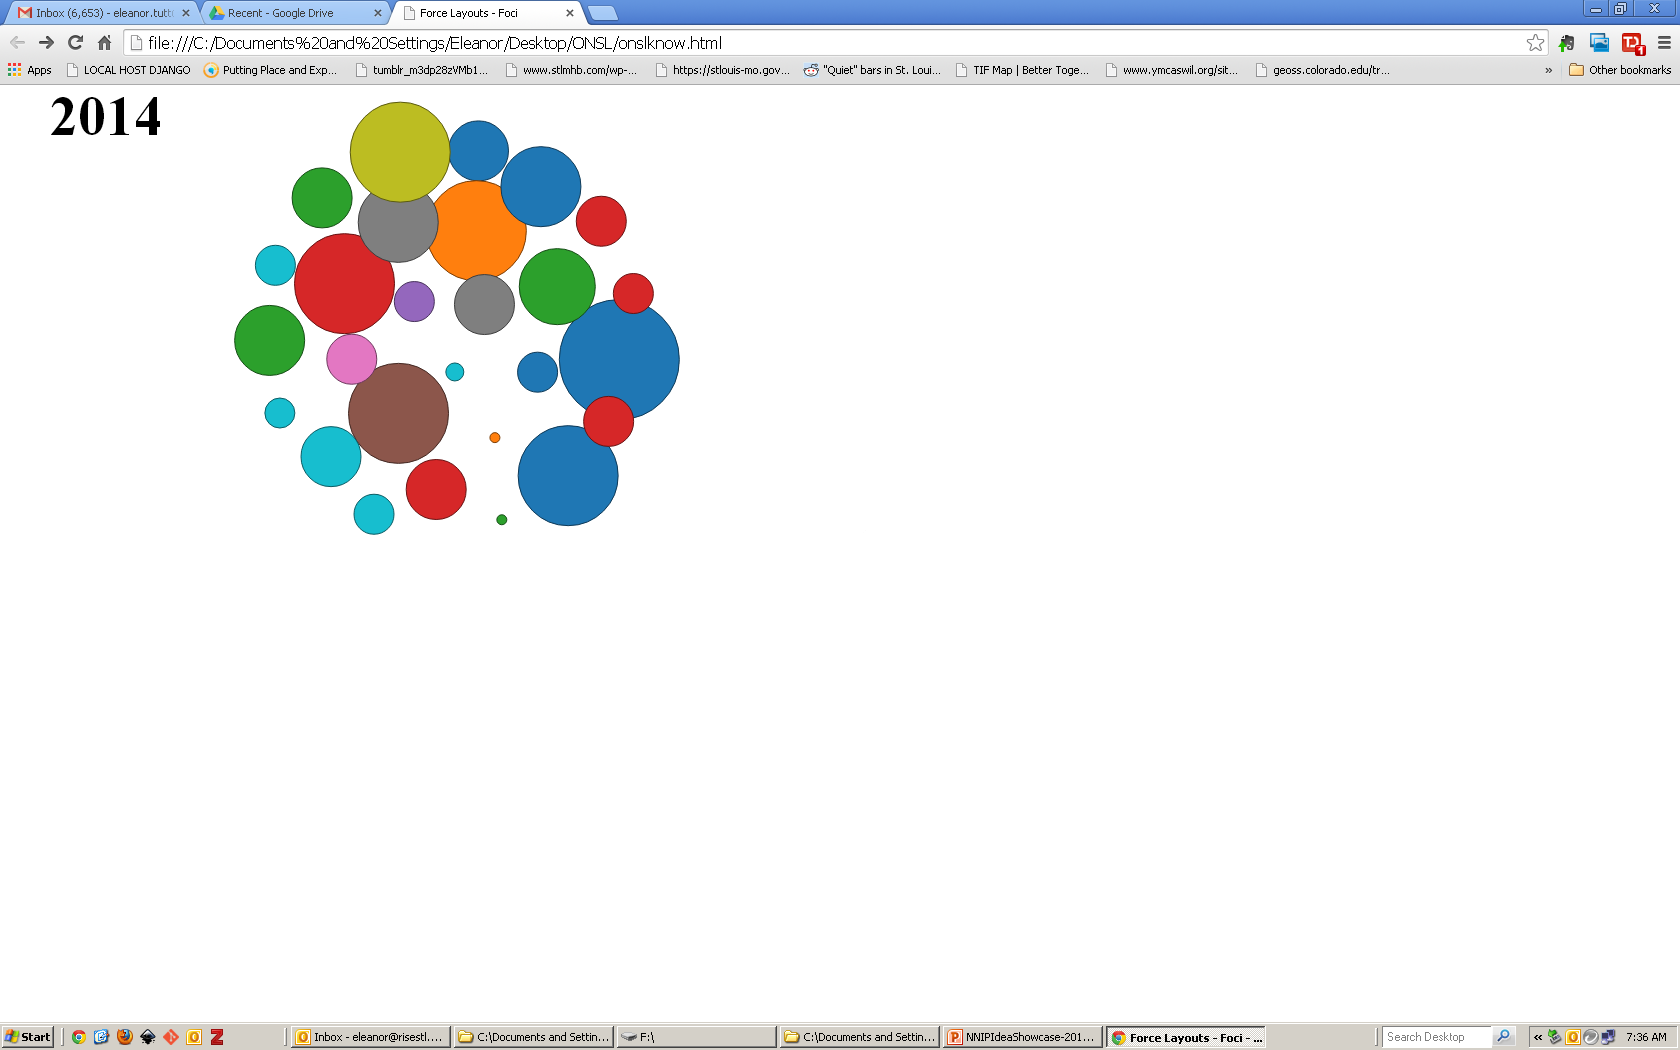 Inbox (6,653) - eleanor.tutt
Recent - Google Drive
Force Layouts - Foci
file:///C:/Documents%20and%20Settings/Eleanor/Desktop/ONSL/onslknow.html
TD 1
Apps LOCAL HOST DJANGO Putting Place and Exp... tumblr_m3dp28zVMb1... www.stlmhb.com/wp-... https://stlouis-mo.gov... "Quiet" bars in St. Loui... TIF Map | Better Toge... www.ymcaswil.org/sit... geoss.colorado.edu/tr... » Other bookmarks
2014
Start Inbox - eleanor@risestl.... C:\Documents and Settin... F:\ C:\Documents and Settin... NNIPIdeaShowcase-201... Force Layouts - Foci - ... Search Desktop « 7:36 AM